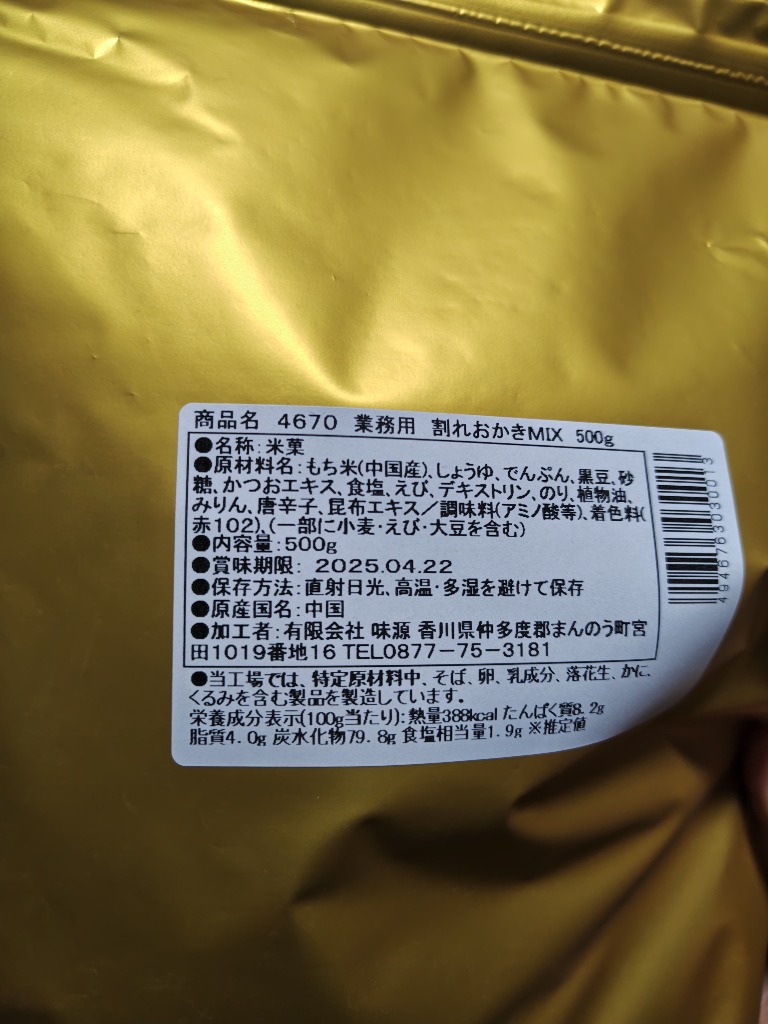 商品名 4670 業務用 割れおかきMIX 500g
●名称:米菓
●原材料名:もち米(中国産)、しょうゆ、でんぷん、黒豆、砂
糖、かつおエキス、食塩、えび、デキストリン、のり、植物油、
みりん、唐辛子、昆布エキス／調味料(アミノ酸等)、着色料(
赤102)、(一部に小麦・えび・大豆を含む)
●内容量:500g
●賞味期限: 2025.04.22
●保存方法:直射日光、高温・多湿を避けて保存
●原産国名:中国
●加工者:有限会社 味源 香川県仲多度郡まんのう町宮
田1019番地16 TEL0877－75－3181
●当工場では、特定原材料中、そば、卵、乳成分、落花生、かに、
くるみを含む製品を製造しています。
栄養成分表示(100g当たり):熱量388kcal たんぱく質8.2g
脂質4.0g 炭水化物79.8g 食塩相当量1.9g ※推定値
4946763030013